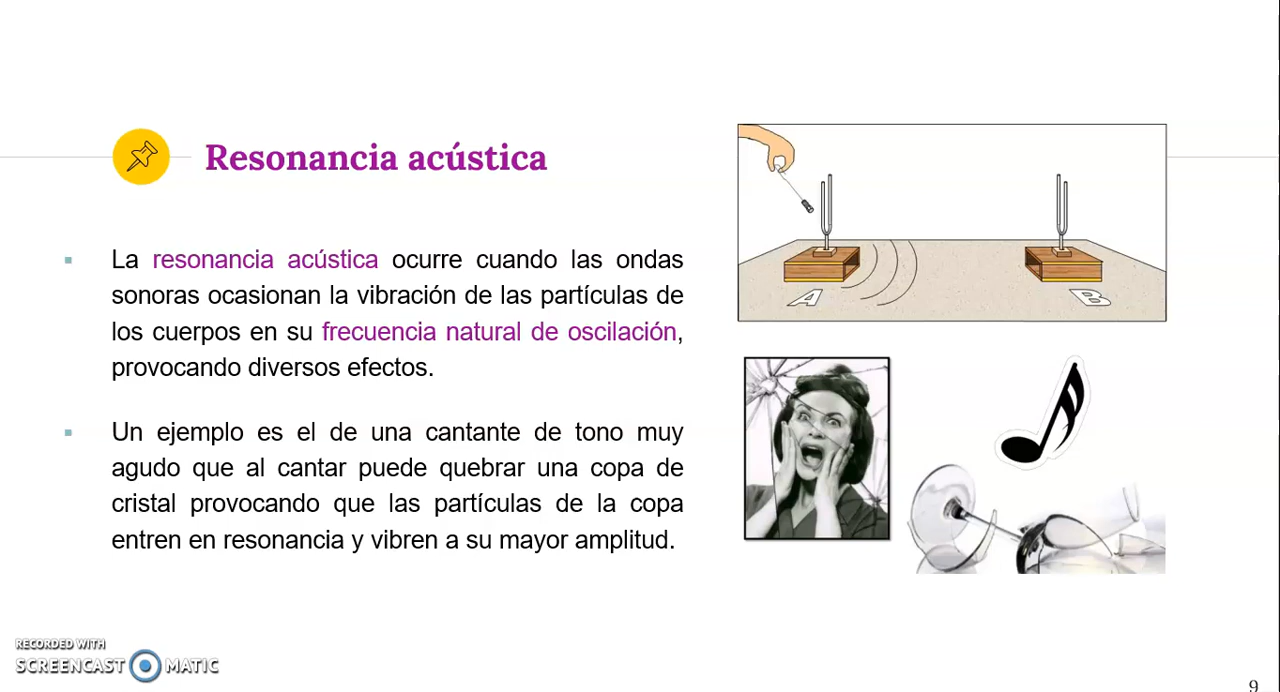 Resonancia acústica
La resonancia acústica ocurre cuando las ondas
sonoras ocasionan la vibración de las partículas de
los cuerpos en su frecuencia natural de oscilación,
provocando diversos efectos.
Un ejemplo es el de una cantante de tono muy
agudo que al cantar puede quebrar una copa de
cristal provocando que las partículas de la copa
entren en resonancia y vibren a su mayor amplitud.
A
B
RECORDED WITH
SCREENCAST MATIC
9